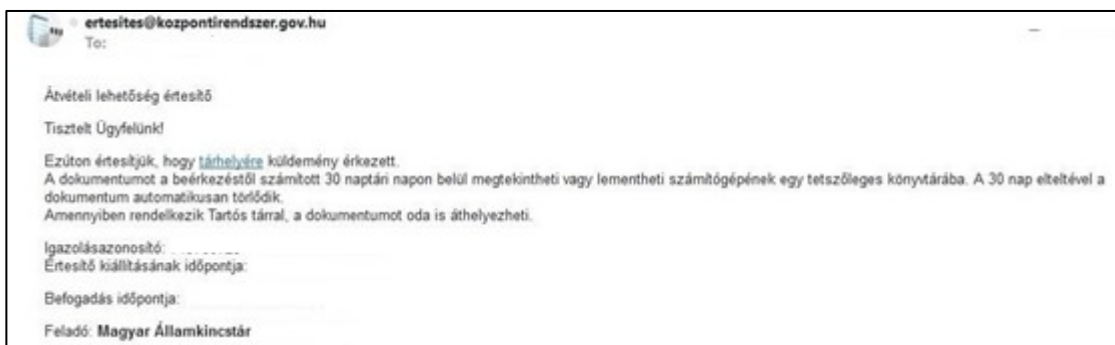 ertesites@kozpontirendszer.gov.hu
To:
Átvételi lehetőség értesítő
Tisztelt Ügyfelünk!
Ezúton értesítjük, hogy tárhelyére küldemény érkezett.
A dokumentumot a beérkezéstől számított 30 naptári napon belül megtekintheti vagy lementheti számítógépének egy tetszőleges könyvtárába. A 30 nap elteltével a
dokumentum automatikusan törlődik.
Amennyiben rendelkezik Tartós tárral, a dokumentumot oda is áthelyezheti.
Igazolásazonosító:
Értesítő kiállításának időpontja:
Befogadás időpontja:
Feladó: Magyar Államkincstár